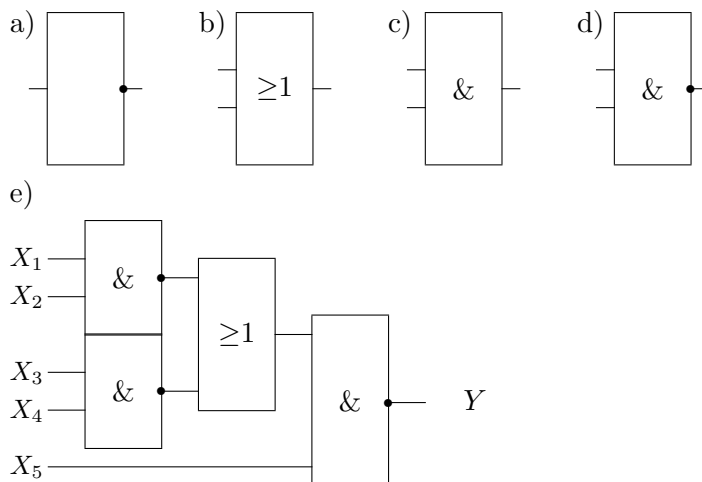 a) b) c) d)
≥1 & &
e)
X₁
&
X₂
≥1
X₃
&
X₄
& Y
X₅